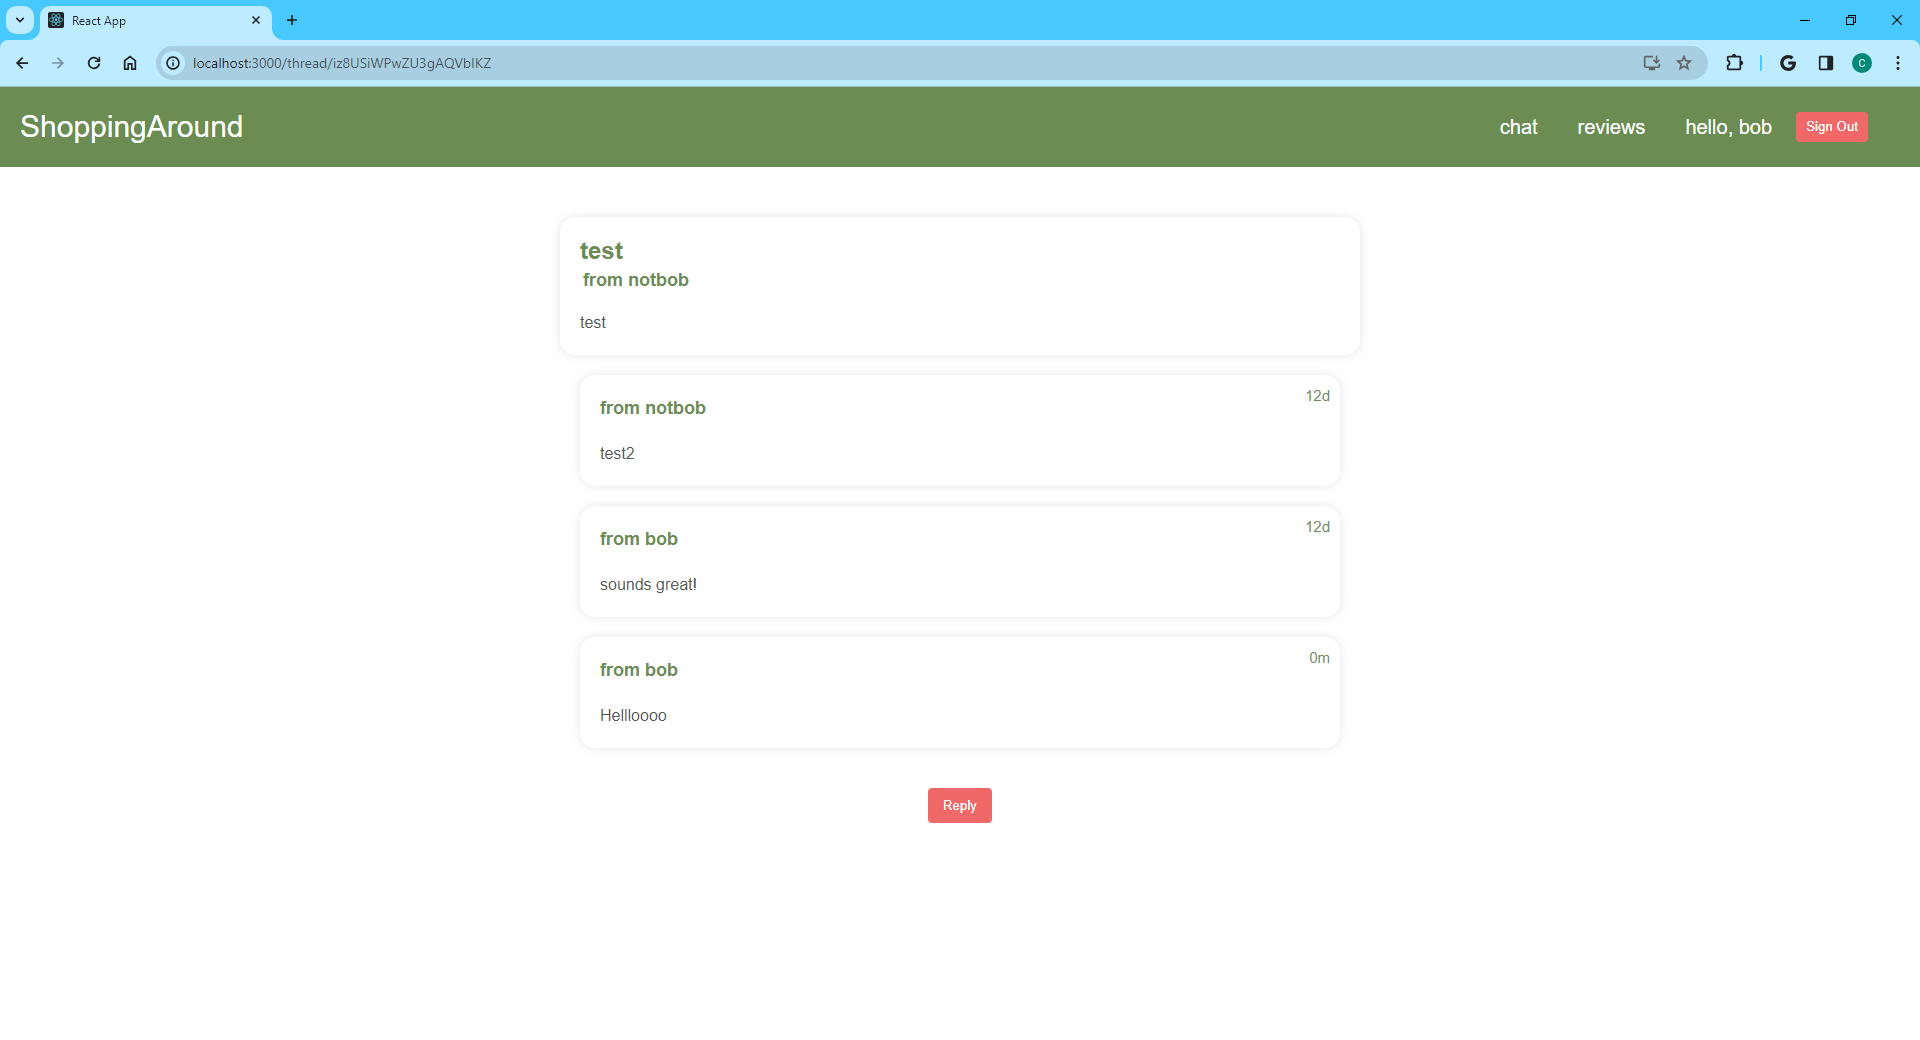 React App
localhost:3000/thread/iz8USiWPwZU3gAQVbIKZ
C
ShoppingAround
chat
reviews
hello, bob
Sign Out
test
from notbob
test
from notbob
12d
test2
from bob
12d
sounds great!
from bob
0m
Hellloooo
Reply